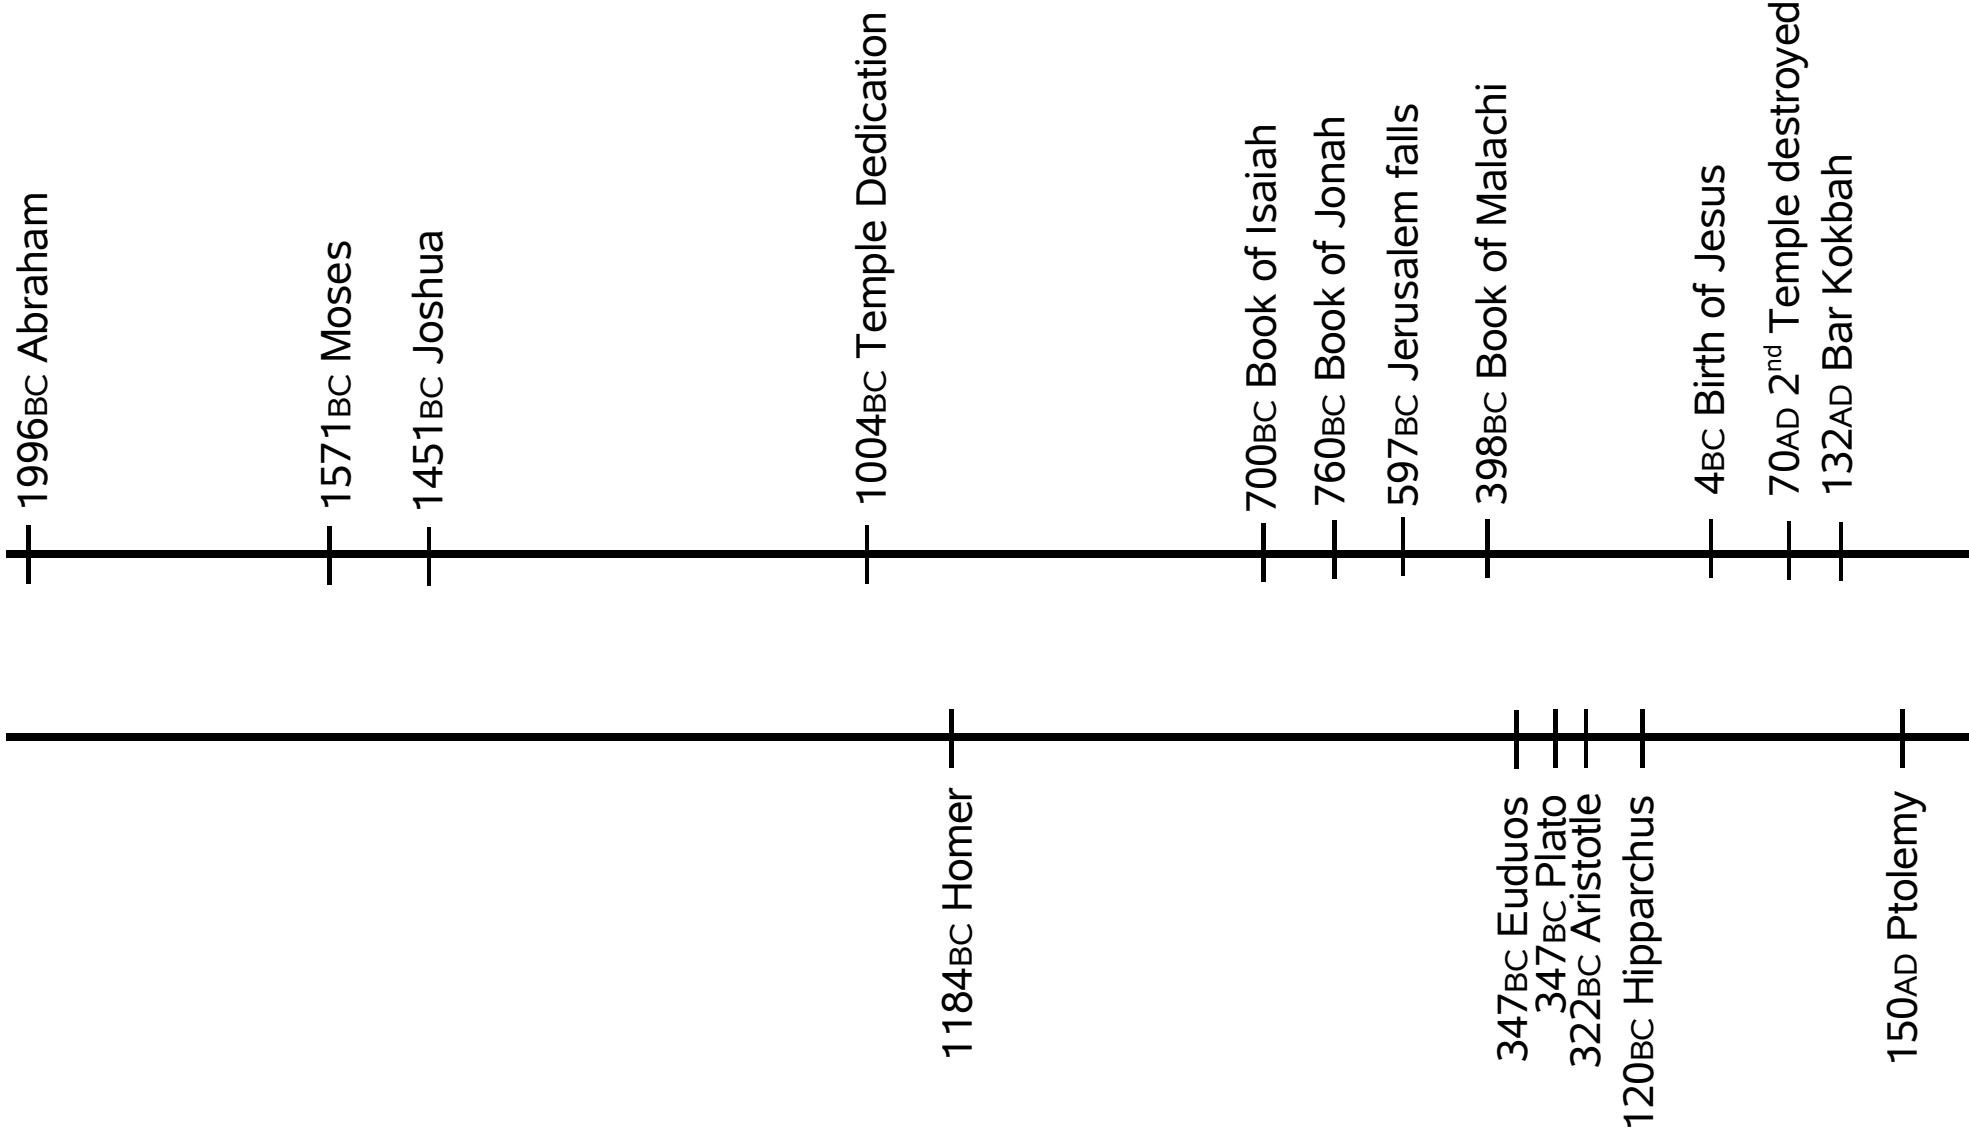 1996BC Abraham
1571BC Moses
1451BC Joshua
1004BC Temple Dedication
700BC Book of Isaiah
760BC Book of Jonah
597BC Jerusalem falls
398BC Book of Malachi
4BC Birth of Jesus
70AD 2nd Temple destroyed
132AD Bar Kokbah
1184BC Homer
347BC Euduos
347BC Plato
322BC Aristotle
120BC Hipparchus
150AD Ptolemy